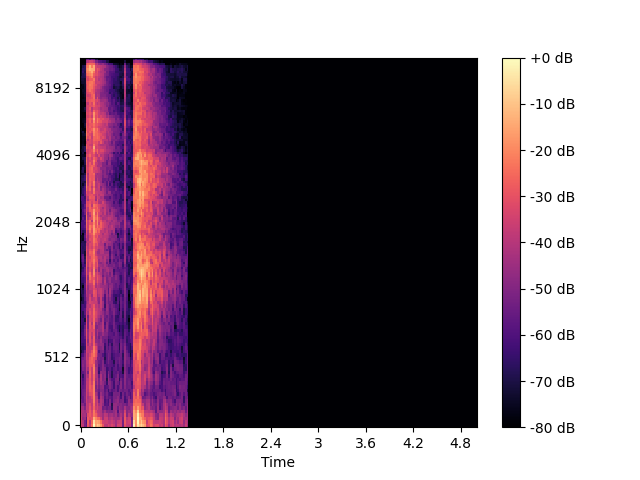 8192
4096
2048
1024
512
0
Hz
0 0.6 1.2 1.8 2.4 3 3.6 4.2 4.8
Time
+0 dB
-10 dB
-20 dB
-30 dB
-40 dB
-50 dB
-60 dB
-70 dB
-80 dB